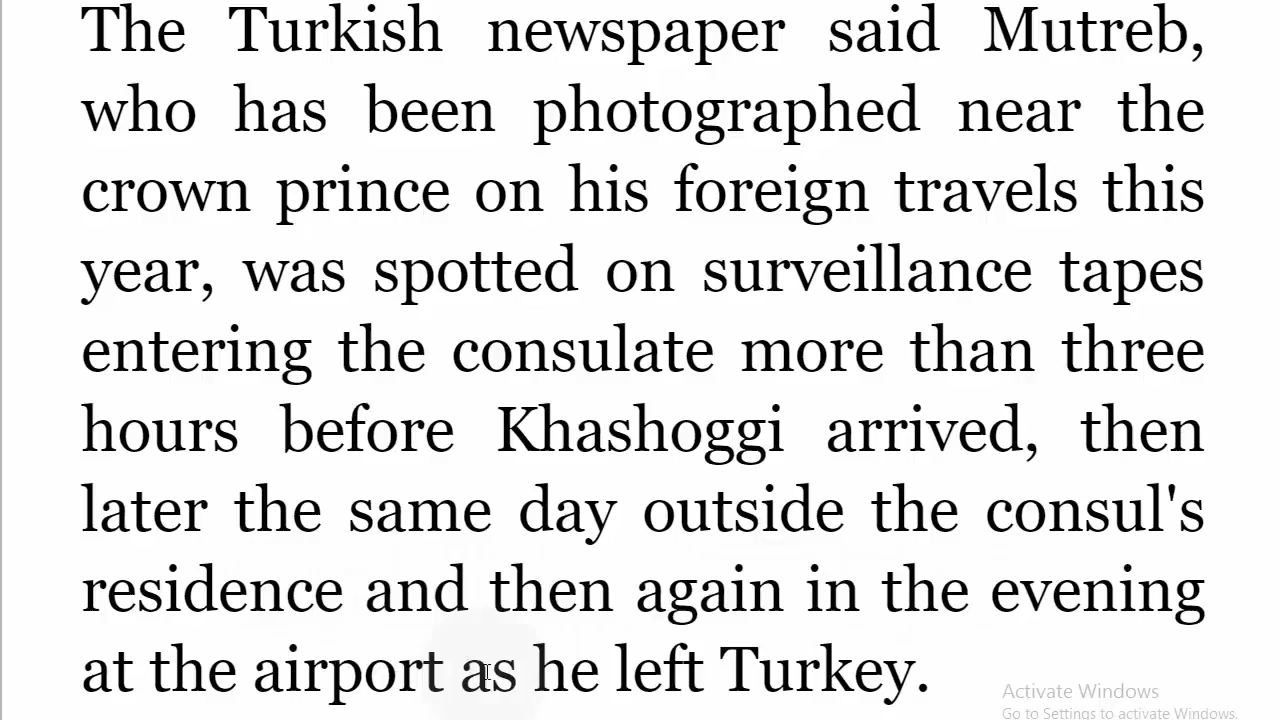 The Turkish newspaper said Mutreb,
who has been photographed near the
crown prince on his foreign travels this
year, was spotted on surveillance tapes
entering the consulate more than three
hours before Khashoggi arrived, then
later the same day outside the consul's
residence and then again in the evening
at the airport as he left Turkey.
Activate Windows
Go to Settings to activate Windows.